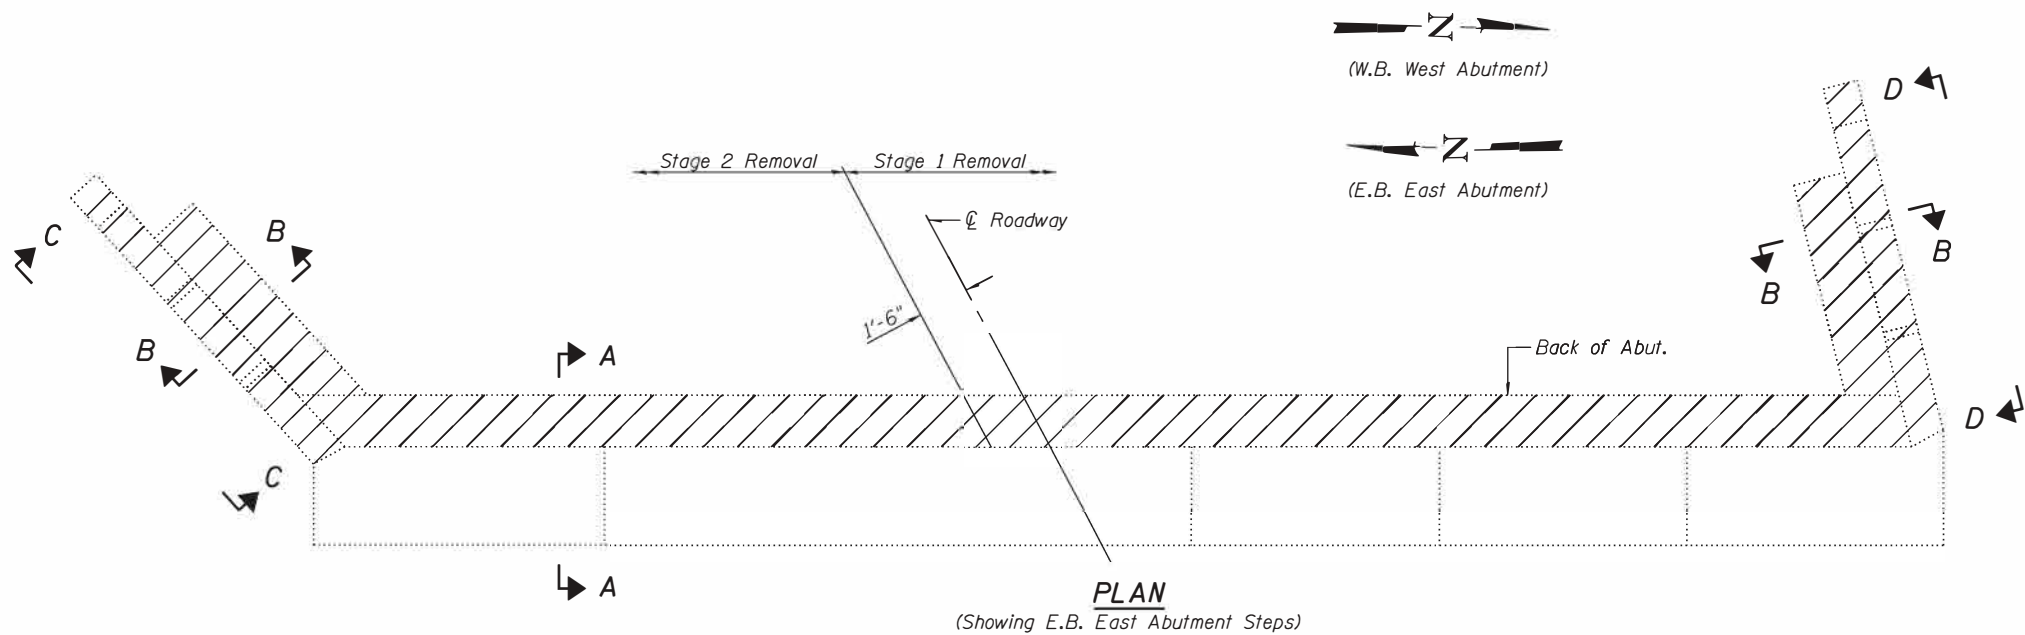 N
(W.B. West Abutment)
N
(E.B. East Abutment)
Stage 2 Removal
Stage 1 Removal
℄ Roadway
1'-6"
Back of Abut.
C
B
B
A
C
A
D
B
B
D
PLAN
(Showing E.B. East Abutment Steps)